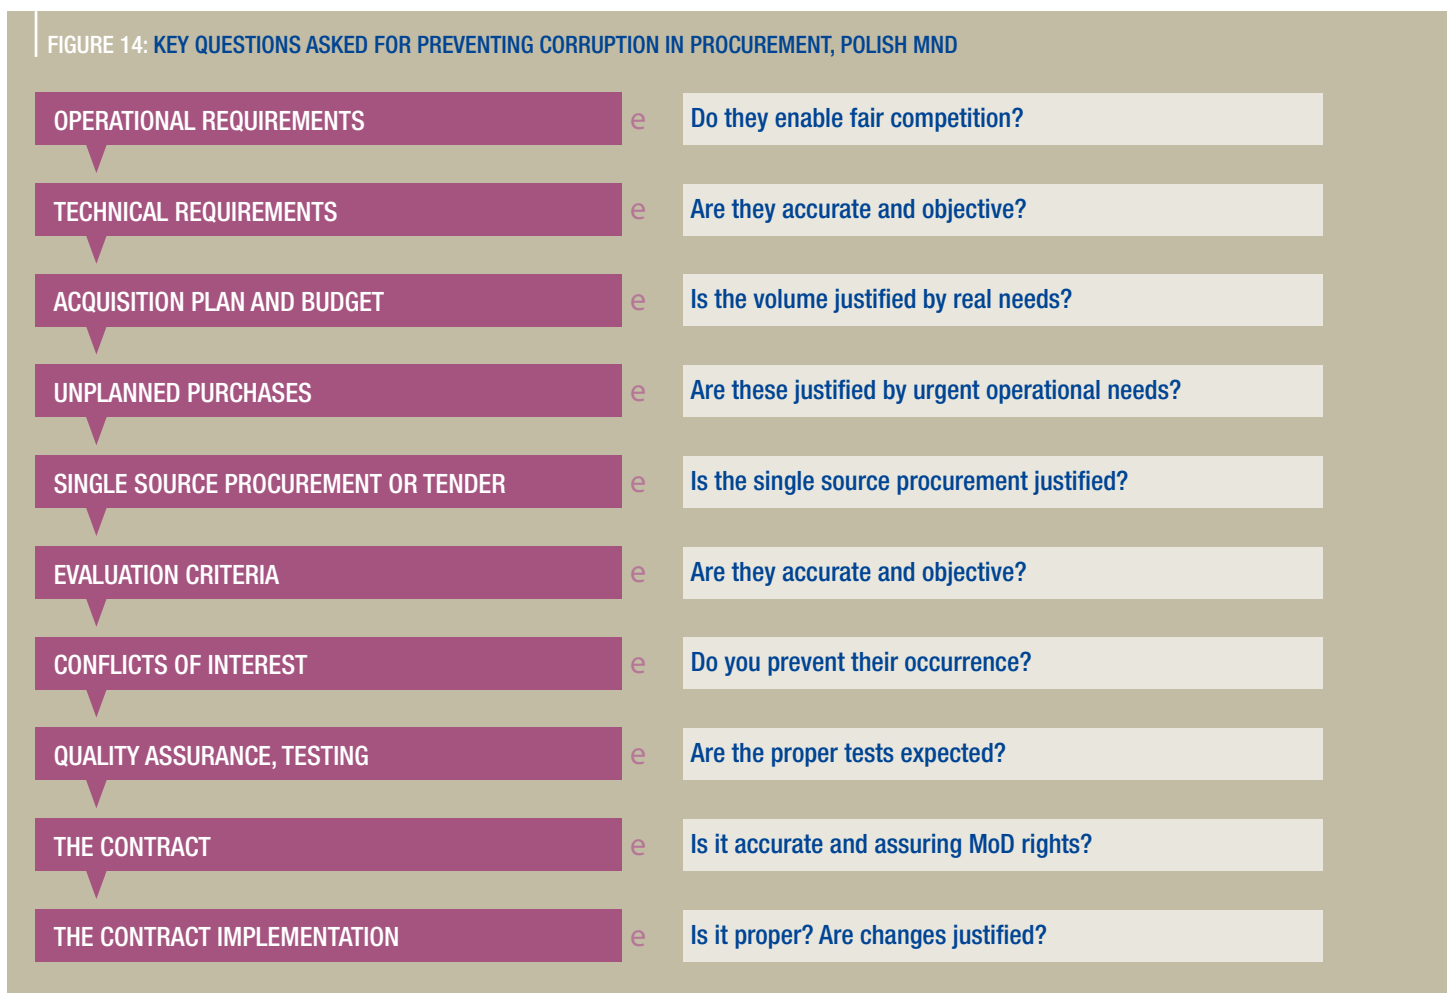 FIGURE 14: KEY QUESTIONS ASKED FOR PREVENTING CORRUPTION IN PROCUREMENT, POLISH MND
OPERATIONAL REQUIREMENTS e Do they enable fair competition?
TECHNICAL REQUIREMENTS e Are they accurate and objective?
ACQUISITION PLAN AND BUDGET e Is the volume justified by real needs?
UNPLANNED PURCHASES e Are these justified by urgent operational needs?
SINGLE SOURCE PROCUREMENT OR TENDER e Is the single source procurement justified?
EVALUATION CRITERIA e Are they accurate and objective?
CONFLICTS OF INTEREST e Do you prevent their occurrence?
QUALITY ASSURANCE, TESTING e Are the proper tests expected?
THE CONTRACT e Is it accurate and assuring MoD rights?
THE CONTRACT IMPLEMENTATION e Is it proper? Are changes justified?